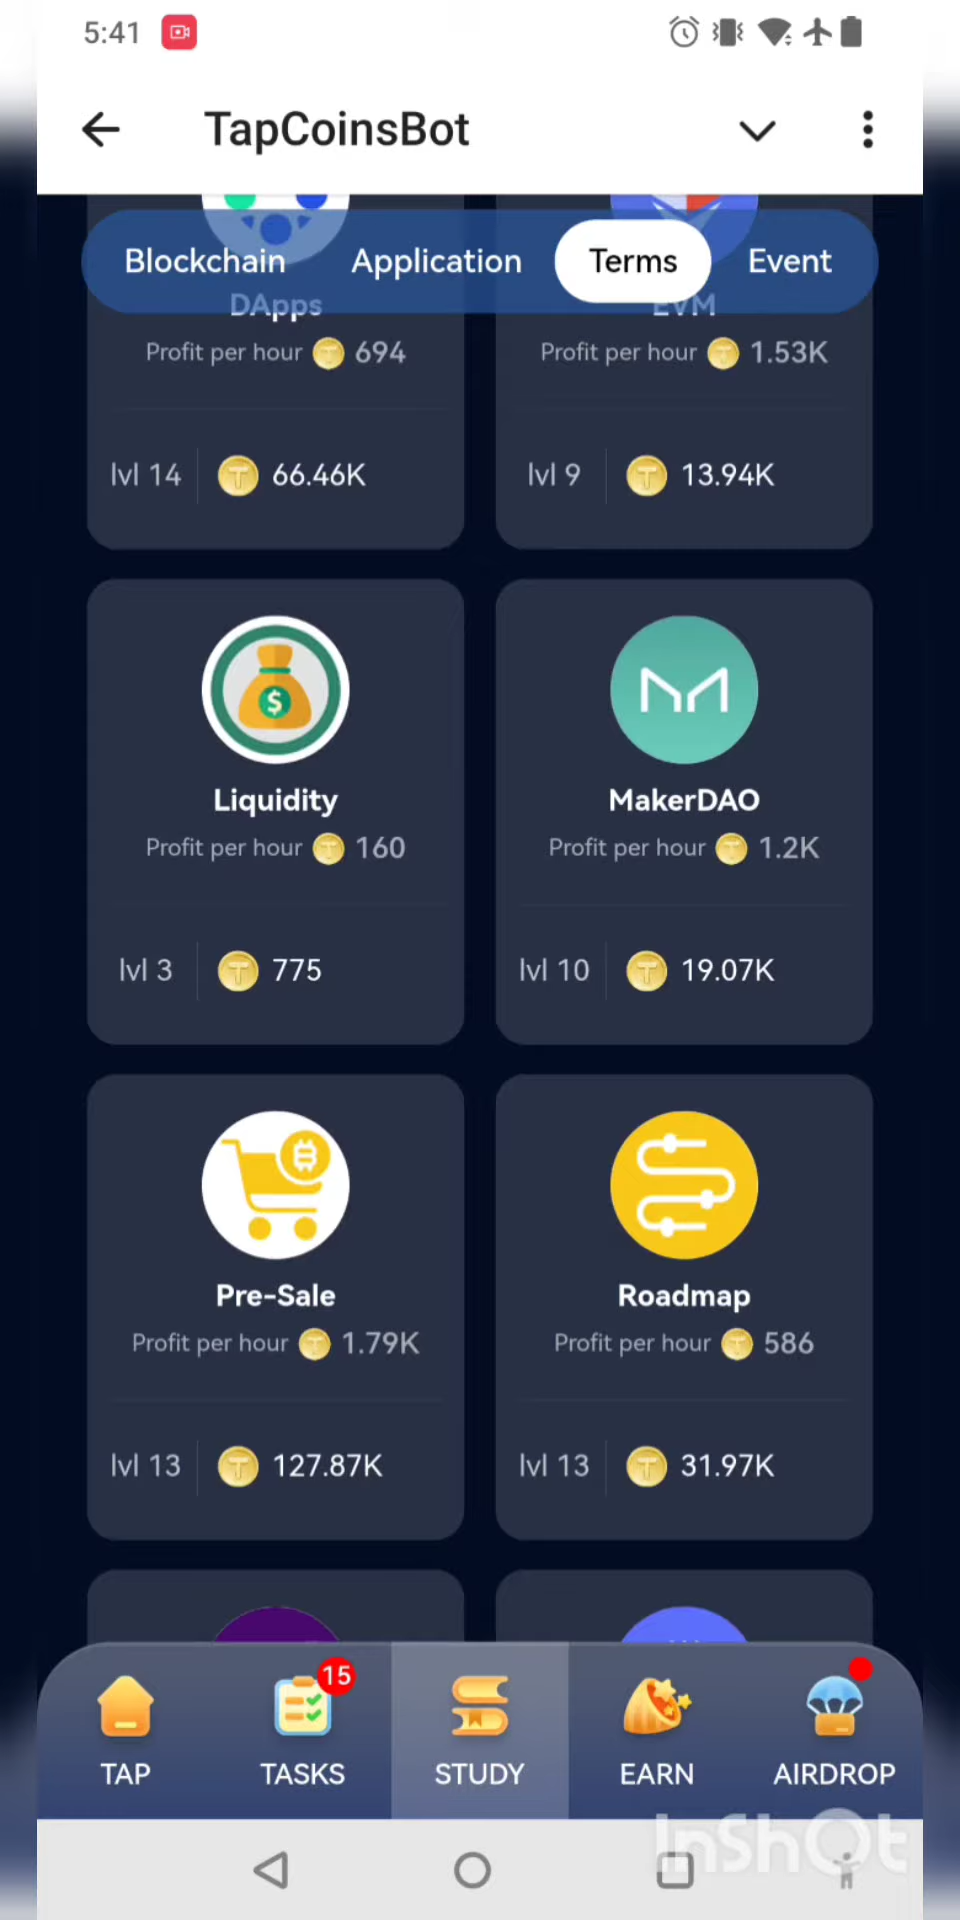 5:41
TapCoinsBot
Blockchain Application Terms Event
DApps EVM
Profit per hour 694 Profit per hour 1.53K
lvl 14 66.46K lvl 9 13.94K
Liquidity MakerDAO
Profit per hour 160 Profit per hour 1.2K
lvl 3 775 lvl 10 19.07K
Pre-Sale Roadmap
Profit per hour 1.79K Profit per hour 586
lvl 13 127.87K lvl 13 31.97K
15
TAP TASKS STUDY EARN AIRDROP
InShOt